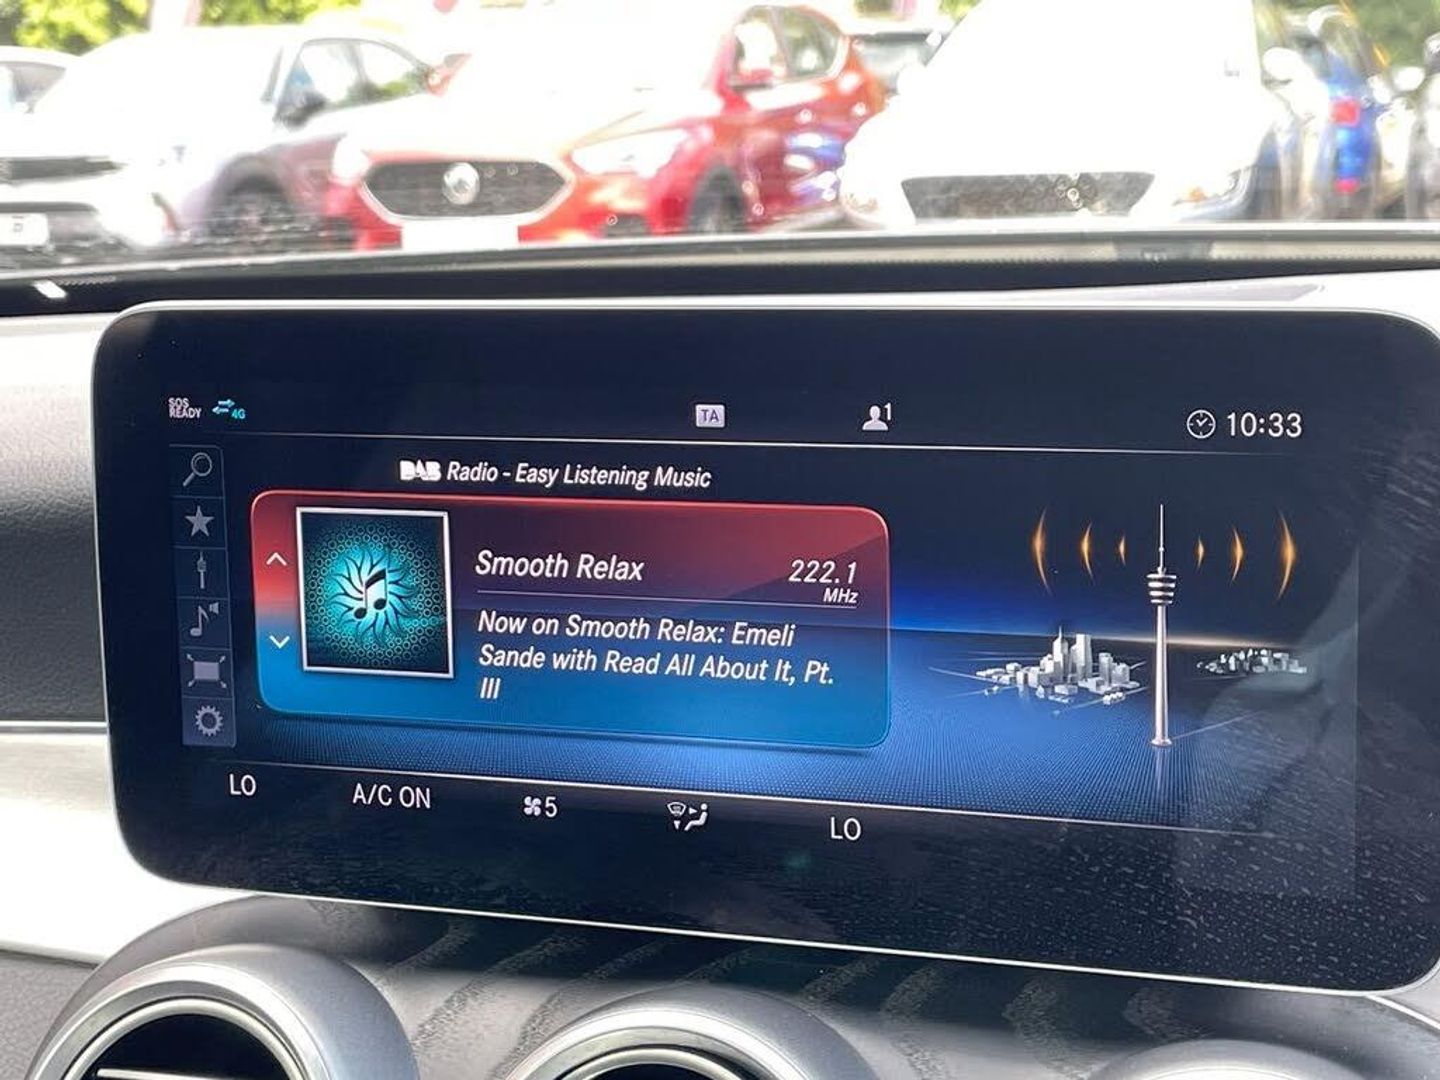 SOS
READY
4G
TA
1
10:33
DAB Radio - Easy Listening Music
Smooth Relax
222.1
MHz
Now on Smooth Relax: Emeli
Sande with Read All About It, Pt.
III
LO
A/C ON
5
LO